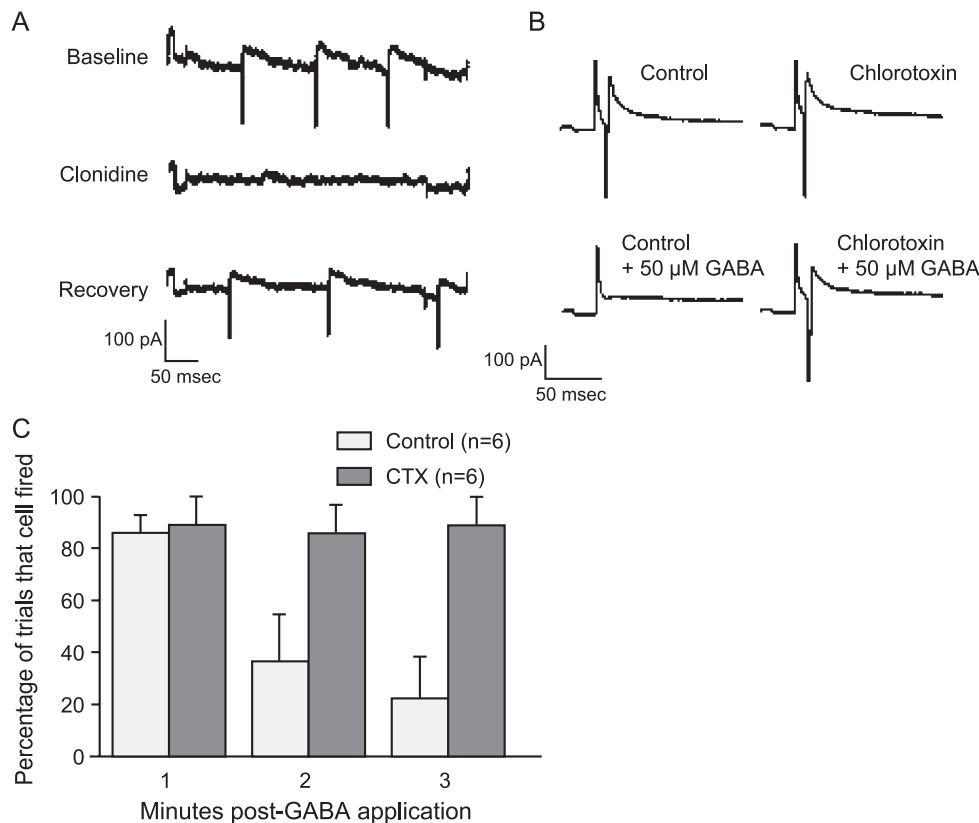 A
Baseline
Clonidine
Recovery
100 pA
50 msec
B
Control
Chlorotoxin
Control
+ 50 µM GABA
Chlorotoxin
+ 50 µM GABA
100 pA
50 msec
C
Control (n=6)
CTX (n=6)
Percentage of trials that cell fired
100
80
60
40
20
0
1
2
3
Minutes post-GABA application